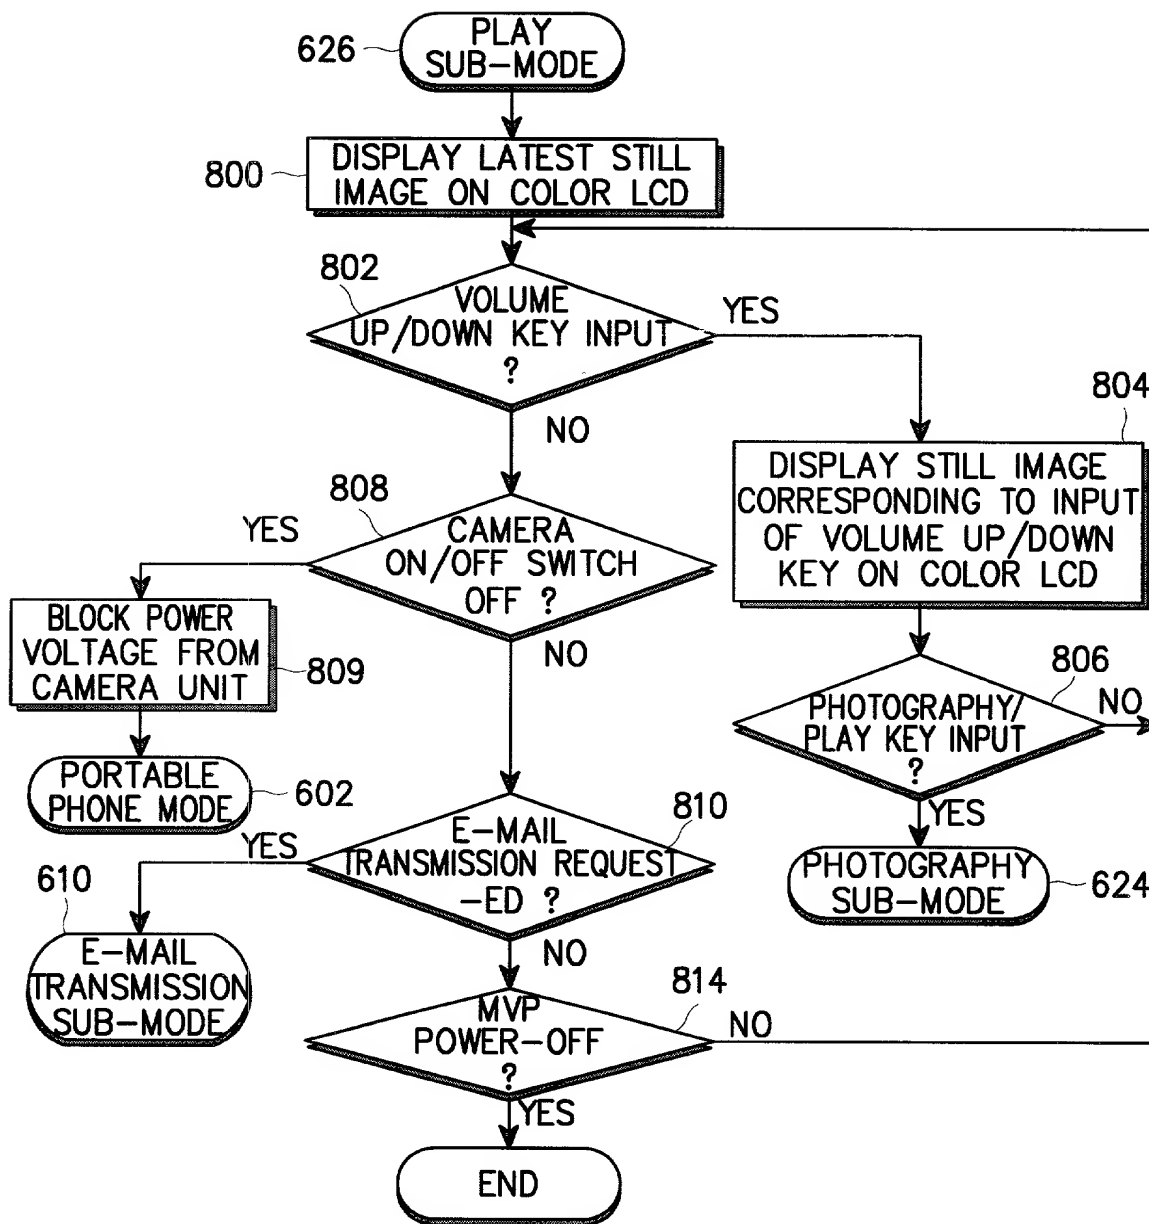 626
PLAY
SUB-MODE
800
DISPLAY LATEST STILL
IMAGE ON COLOR LCD
802
VOLUME
UP/DOWN KEY INPUT
?
YES
NO
804
DISPLAY STILL IMAGE
CORRESPONDING TO INPUT
OF VOLUME UP/DOWN
KEY ON COLOR LCD
808
YES
CAMERA
ON/OFF SWITCH
OFF ?
NO
BLOCK POWER
VOLTAGE FROM
CAMERA UNIT
809
806
PHOTOGRAPHY/
PLAY KEY INPUT
?
NO
YES
PORTABLE
PHONE MODE
602
810
YES
E-MAIL
TRANSMISSION REQUEST
-ED ?
NO
PHOTOGRAPHY
SUB-MODE
624
610
E-MAIL
TRANSMISSION
SUB-MODE
814
MVP
POWER-OFF
?
NO
YES
END